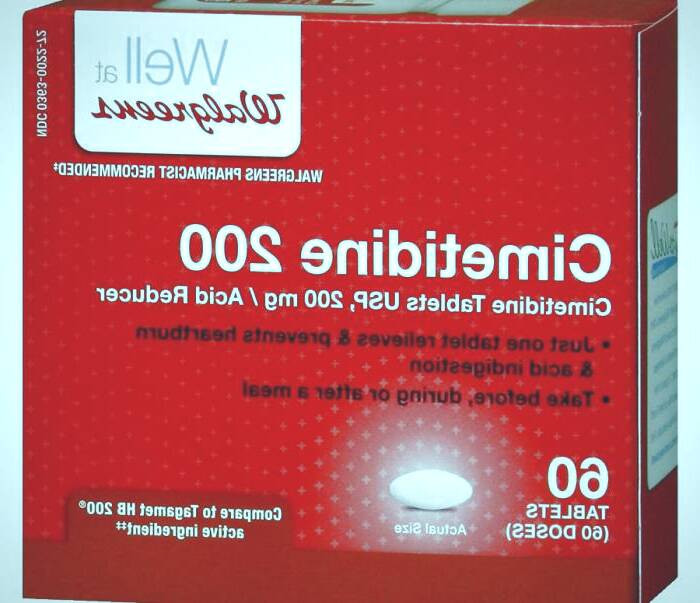 Well at
Walgreens
NDC 0363-0022-72
WALGREENS PHARMACIST RECOMMENDED‡
Cimetidine 200
Cimetidine Tablets USP, 200 mg / Acid Reducer
• Just one tablet relieves & prevents heartburn
& acid indigestion
• Take before, during or after a meal
60
TABLETS
(60 DOSES)
Actual Size
Compare to Tagamet HB 200®
active ingredient‡‡
Well